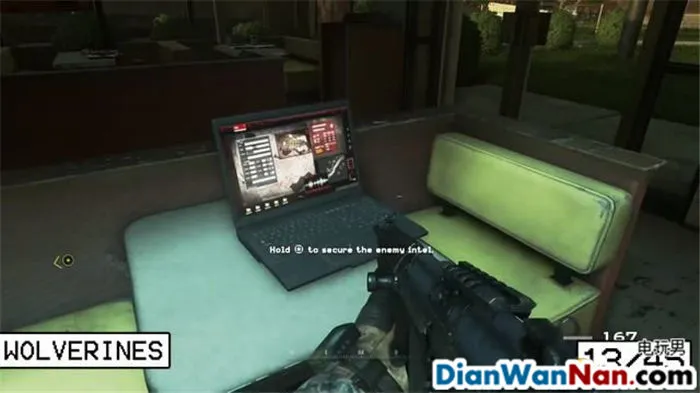 Hold to secure the enemy intel.
WOLVERINES
167
电玩男
13/45
DianWanNan.com